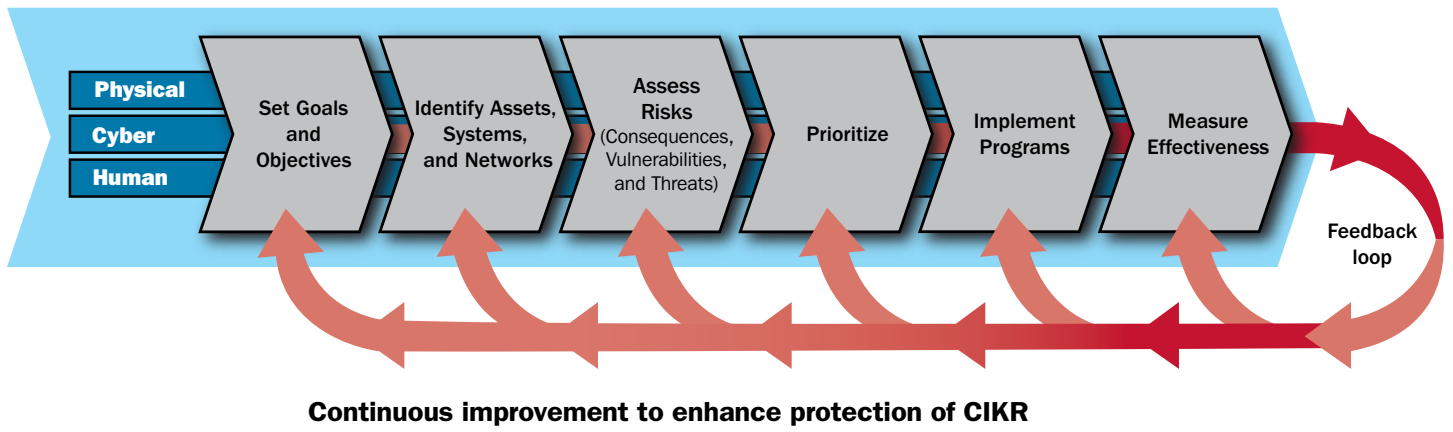 Physical
Cyber
Human
Set Goals
and
Objectives
Identify Assets,
Systems,
and Networks
Assess
Risks
(Consequences,
Vulnerabilities,
and Threats)
Prioritize
Implement
Programs
Measure
Effectiveness
Feedback
loop
Continuous improvement to enhance protection of CIKR